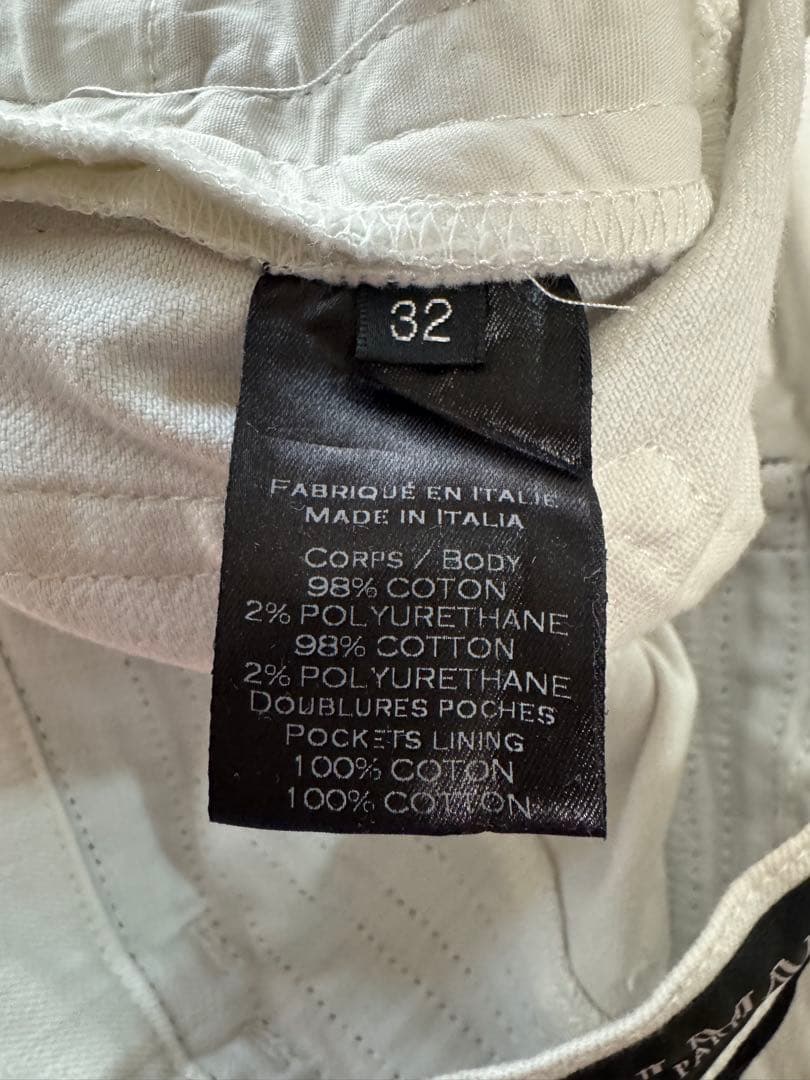 32
FABRIQUÉ EN ITALIE
MADE IN ITALIA
CORPS / BODY
98% COTON
2% POLYURETHANE
98% COTTON
2% POLYURETHANE
DOUBLURES POCHES
POCKETS LINING
100% COTON
100% COTTON